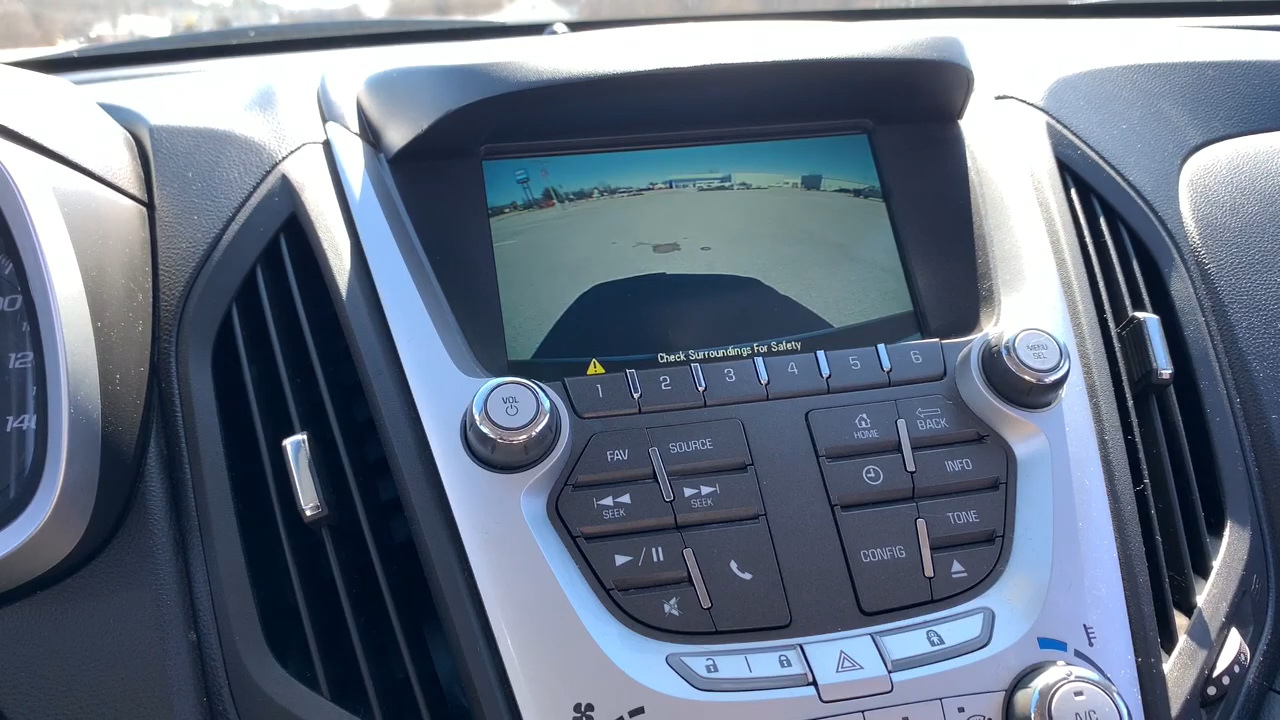 Check Surroundings For Safety
1 2 3 4 5 6
VOL
MENU
SEL
FAV SOURCE
SEEK SEEK
HOME BACK
INFO
TONE
CONFIG
A/C
120